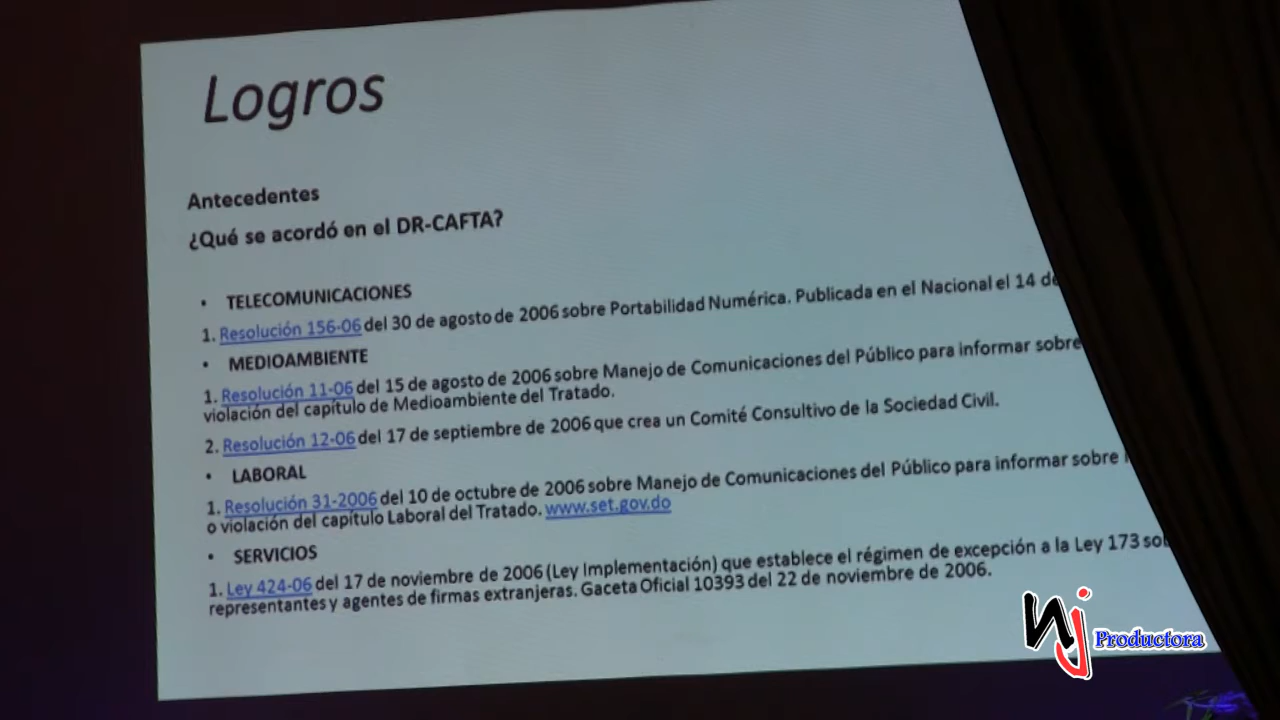 Logros
Antecedentes
¿Qué se acordó en el DR-CAFTA?
• TELECOMUNICACIONES
1. Resolución 156-06 del 30 de agosto de 2006 sobre Portabilidad Numérica. Publicada en el Nacional el 14 de
• MEDIOAMBIENTE
1. Resolución 11-06 del 15 de agosto de 2006 sobre Manejo de Comunicaciones del Público para informar sobre
violación del capítulo de Medioambiente del Tratado.
2. Resolución 12-06 del 17 de septiembre de 2006 que crea un Comité Consultivo de la Sociedad Civil.
• LABORAL
1. Resolución 31-2006 del 10 de octubre de 2006 sobre Manejo de Comunicaciones del Público para informar sobre
o violación del capítulo Laboral del Tratado. www.set.gov.do
• SERVICIOS
1. Ley 424-06 del 17 de noviembre de 2006 (Ley Implementación) que establece el régimen de excepción a la Ley 173
representantes y agentes de firmas extranjeras. Gaceta Oficial 10393 del 22 de noviembre de 2006.
Nj Productora